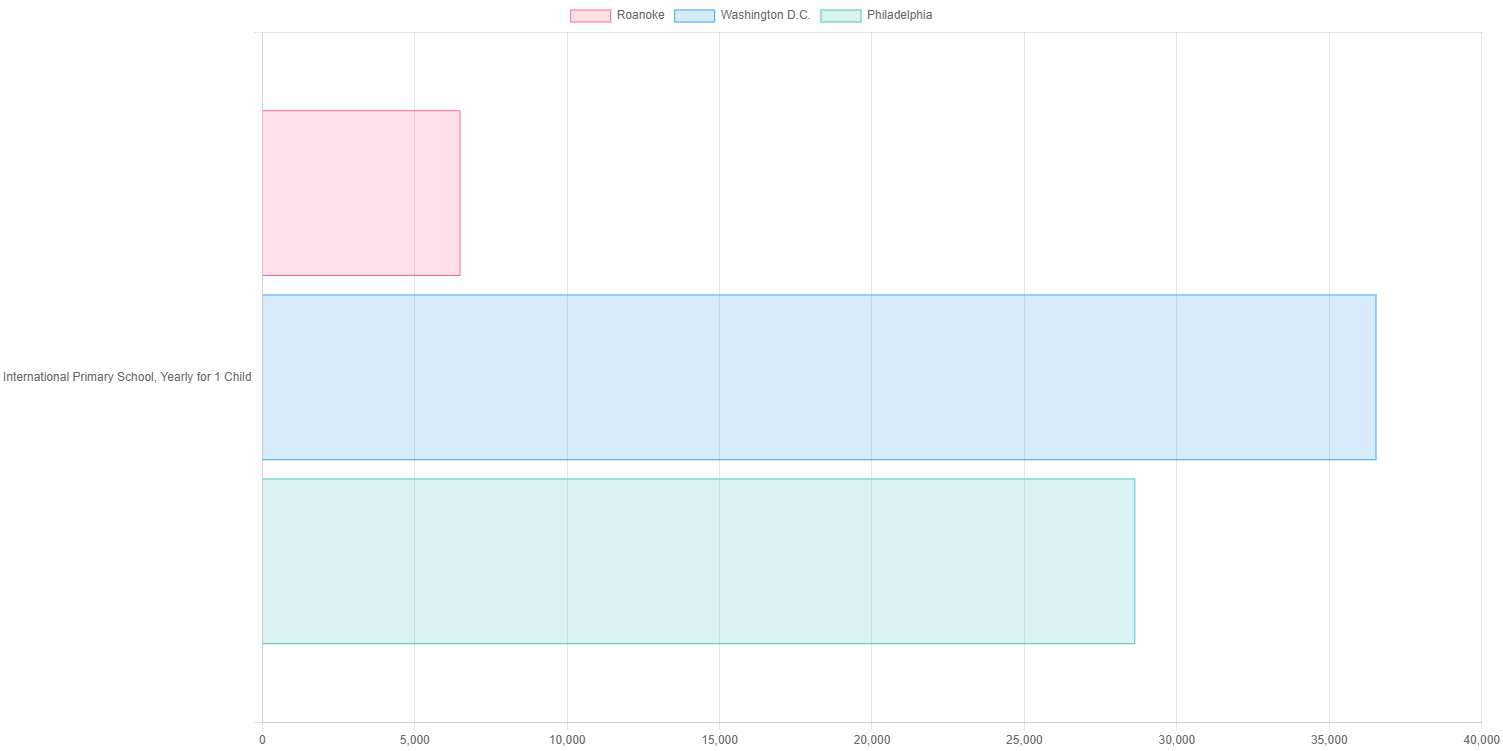 Roanoke Washington D.C. Philadelphia
International Primary School, Yearly for 1 Child
0 5,000 10,000 15,000 20,000 25,000 30,000 35,000 40,000